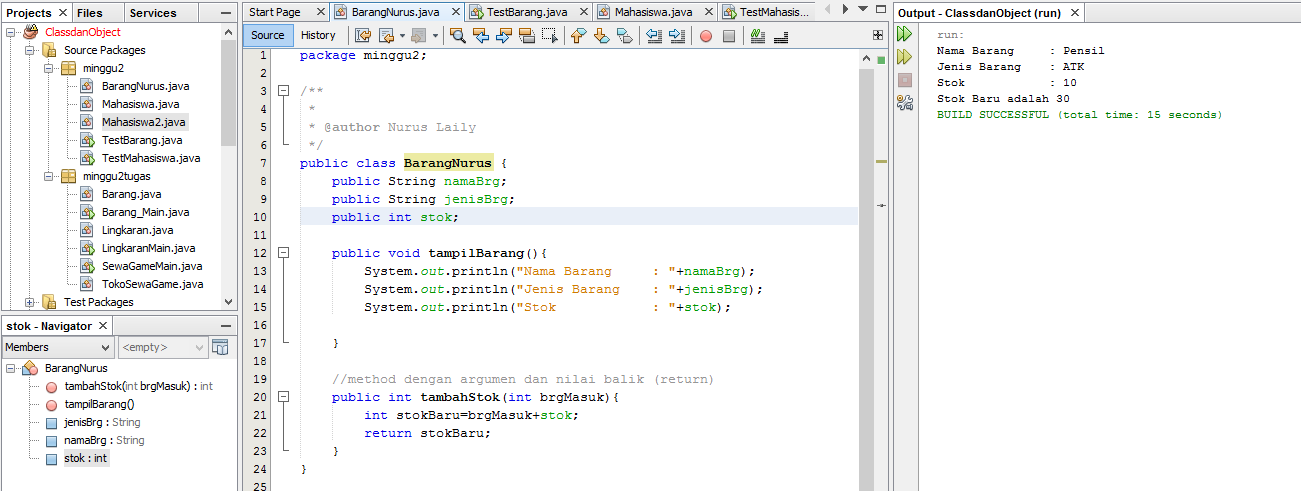 Projects
Files
Services
ClassdanObject
Source Packages
minggu2
BarangNurus.java
Mahasiswa.java
Mahasiswa2.java
TestBarang.java
TestMahasiswa.java
minggu2tugas
Barang.java
Barang_Main.java
Lingkaran.java
LingkaranMain.java
SewaGameMain.java
TokoSewaGame.java
Test Packages
stok - Navigator
Members
<empty>
BarangNurus
tambahStok(int brgMasuk) : int
tampilBarang()
jenisBrg : String
namaBrg : String
stok : int
Start Page
BarangNurus.java
TestBarang.java
Mahasiswa.java
TestMahasis...
Source
History
1 package minggu2;
2
3 /**
4 *
5 * @author Nurus Laily
6 */
7 public class BarangNurus {
8 public String namaBrg;
9 public String jenisBrg;
10 public int stok;
11
12 public void tampilBarang(){
13 System.out.println("Nama Barang     : "+namaBrg);
14 System.out.println("Jenis Barang    : "+jenisBrg);
15 System.out.println("Stok            : "+stok);
16
17 }
18
19 //method dengan argumen dan nilai balik (return)
20 public int tambahStok(int brgMasuk){
21 int stokBaru=brgMasuk+stok;
22 return stokBaru;
23 }
24 }
25
Output - ClassdanObject (run)
run:
Nama Barang     : Pensil
Jenis Barang    : ATK
Stok            : 10
Stok Baru adalah 30
BUILD SUCCESSFUL (total time: 15 seconds)